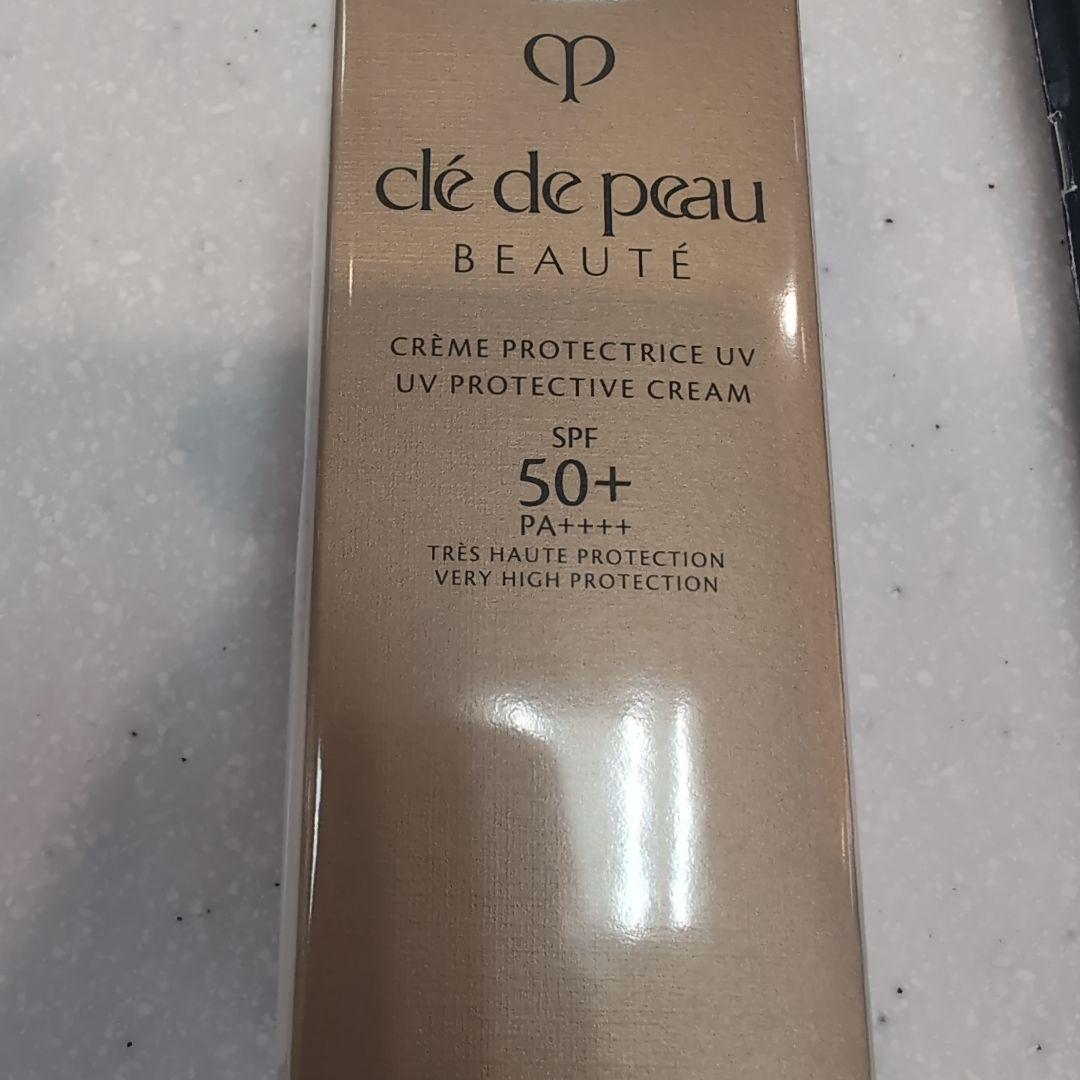 clé de peau
BEAUTÉ
CRÈME PROTECTRICE UV
UV PROTECTIVE CREAM
SPF
50+
PA++++
TRÈS HAUTE PROTECTION
VERY HIGH PROTECTION